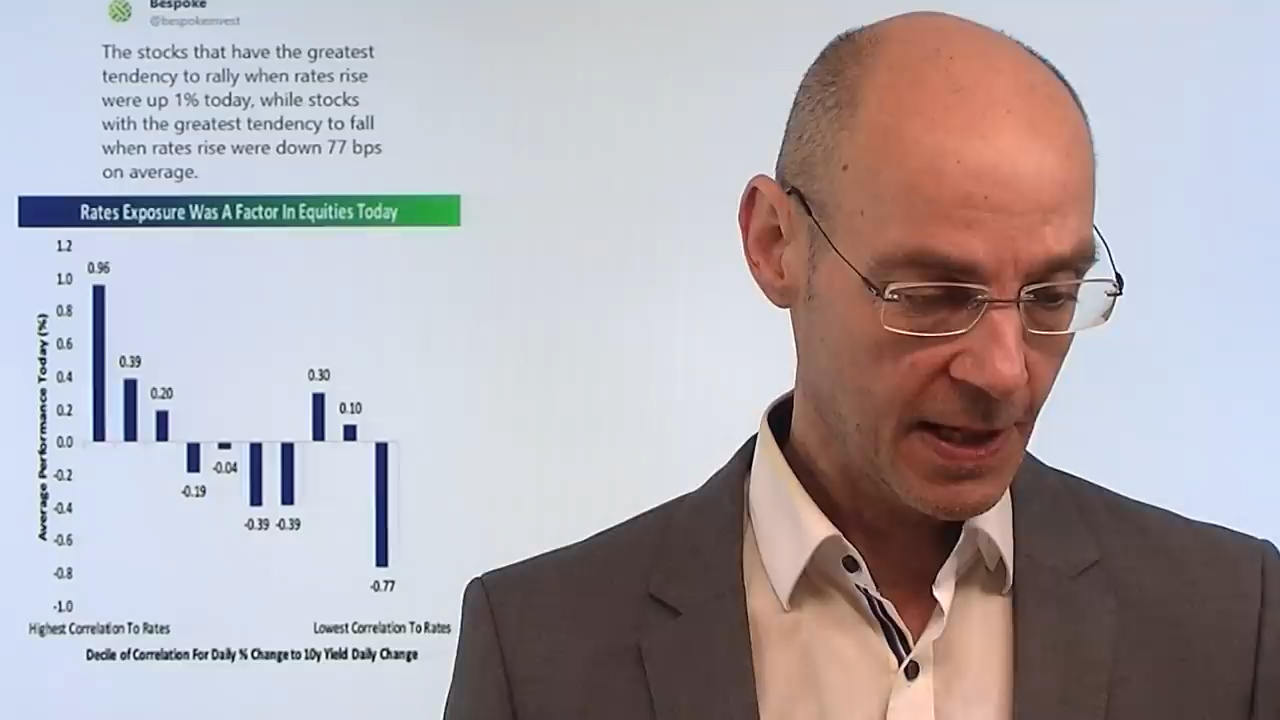 Bespoke
@bespokeinvest
The stocks that have the greatest
tendency to rally when rates rise
were up 1% today, while stocks
with the greatest tendency to fall
when rates rise were down 77 bps
on average.
Rates Exposure Was A Factor In Equities Today
Average Performance Today (%)
1.2
1.0
0.8
0.6
0.4
0.2
0.0
-0.2
-0.4
-0.6
-0.8
-1.0
0.96
0.39
0.20
-0.19
-0.04
-0.39
-0.39
0.30
0.10
-0.77
Highest Correlation To Rates
Lowest Correlation To Rates
Decile of Correlation For Daily % Change to 10y Yield Daily Change